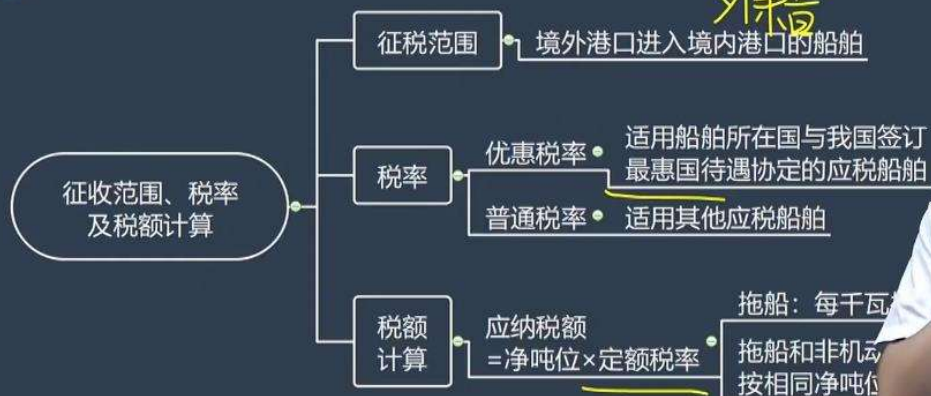 外来者
征税范围
境外港口进入境内港口的船舶
征收范围、税率
及税额计算
税率
优惠税率
适用船舶所在国与我国签订
最惠国待遇协定的应税船舶
普通税率
适用其他应税船舶
税额
计算
应纳税额
=净吨位×定额税率
拖船：每千瓦
拖船和非机动
按相同净吨位